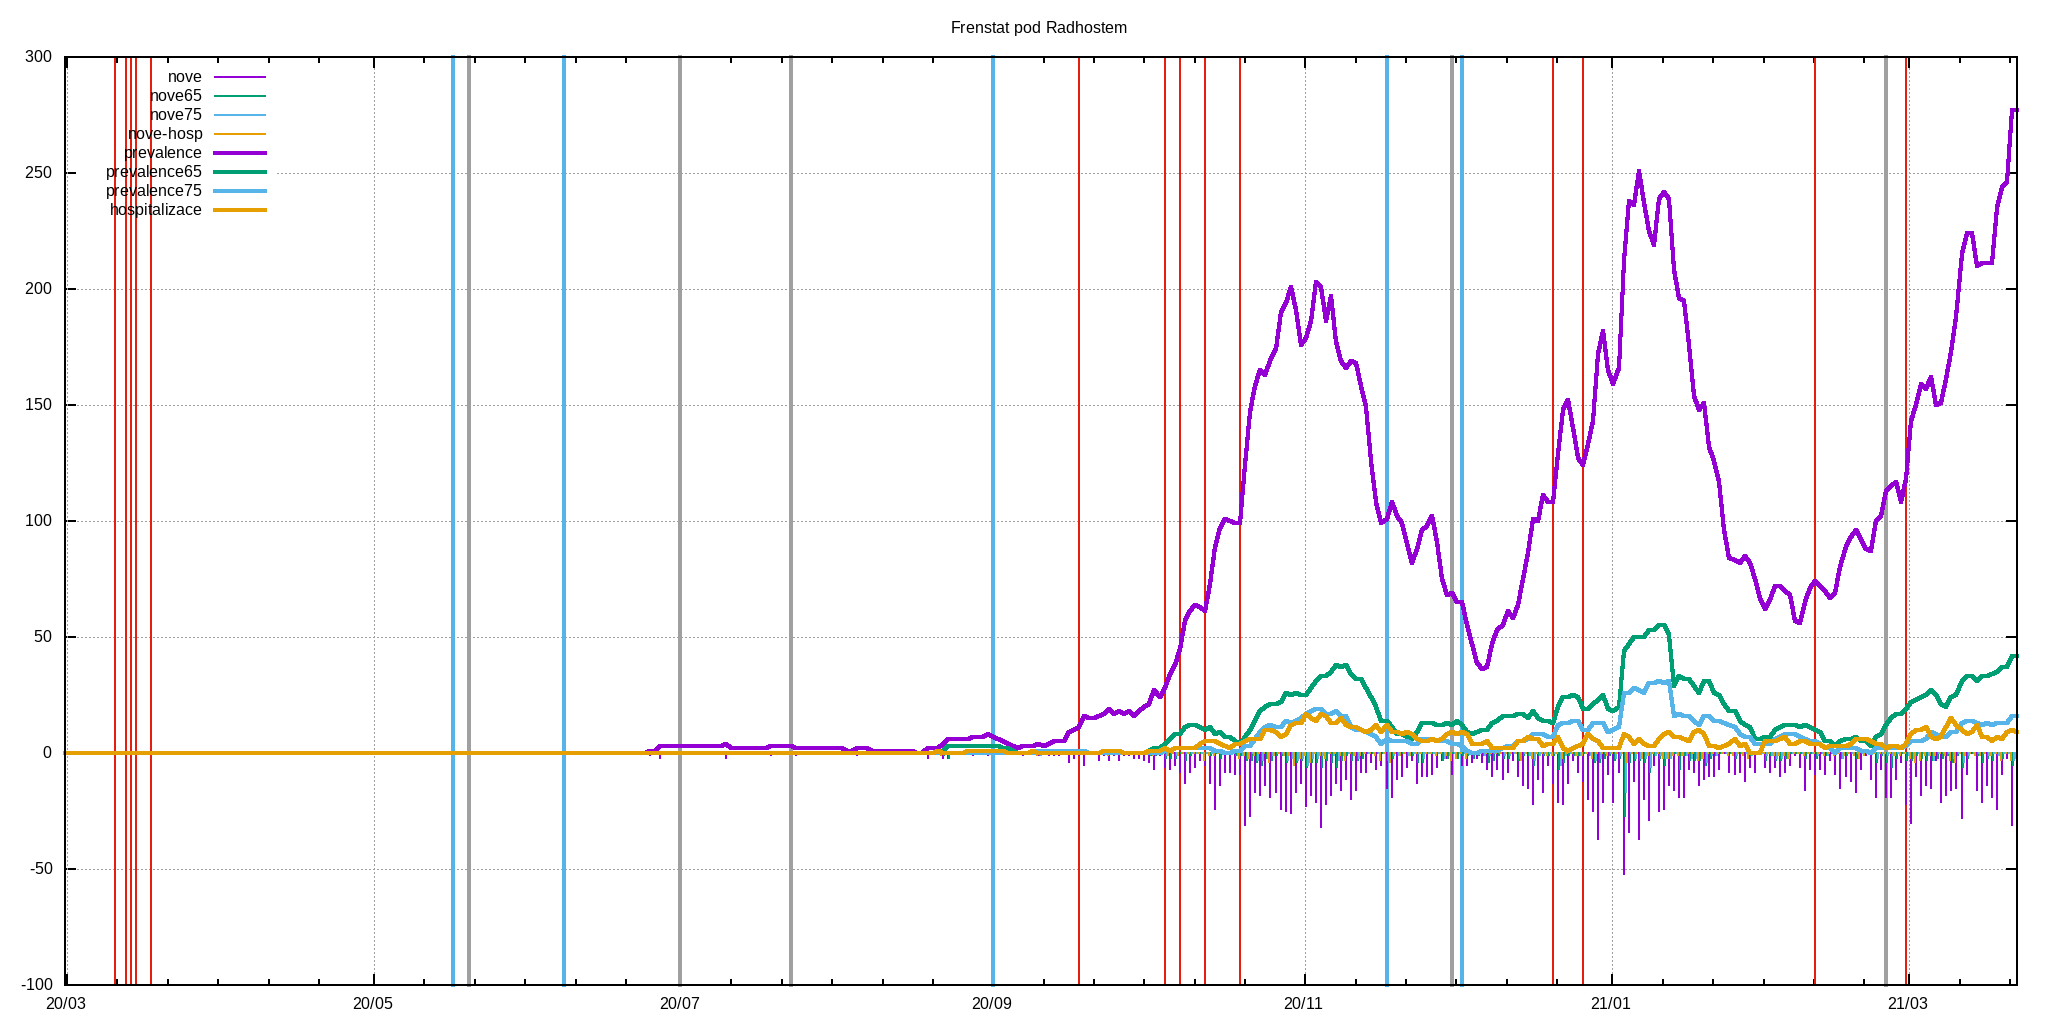 Frenstat pod Radhostem
300
250
200
150
100
50
0
-50
-100
nove
nove65
nove75
nove-hosp
prevalence
prevalence65
prevalence75
hospitalizace
20/03 20/05 20/07 20/09 20/11 21/01 21/03